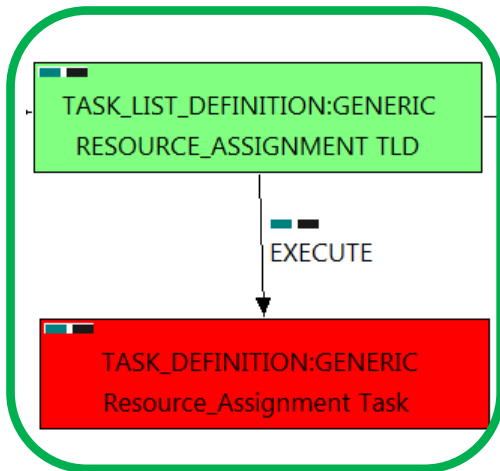 TASK_LIST_DEFINITION:GENERIC
RESOURCE_ASSIGNMENT TLD
EXECUTE
TASK_DEFINITION:GENERIC
Resource_Assignment Task